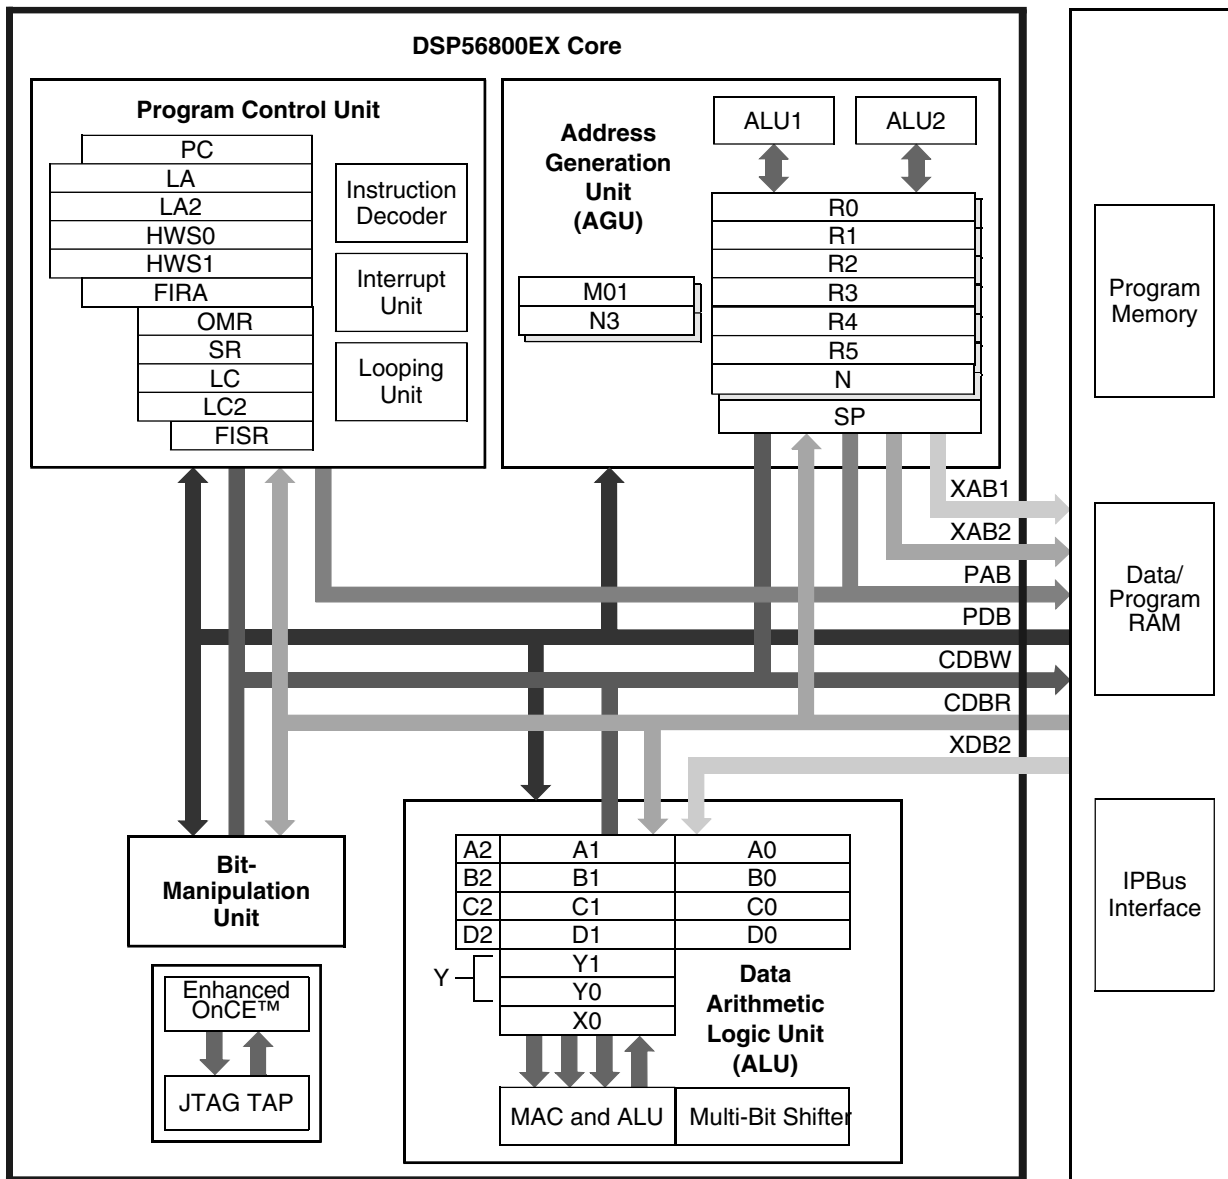 DSP56800EX Core
Program Control Unit
PC
LA
LA2
HWS0
HWS1
FIRA
OMR
SR
LC
LC2
FISR
Instruction
Decoder
Interrupt
Unit
Looping
Unit
Address
Generation
Unit
(AGU)
ALU1
ALU2
R0
R1
R2
R3
R4
R5
N
SP
M01
N3
XAB1
XAB2
PAB
PDB
CDBW
CDBR
XDB2
Program
Memory
Data/
Program
RAM
IPBus
Interface
Bit-
Manipulation
Unit
Enhanced
OnCE™
JTAG TAP
A2 A1 A0
B2 B1 B0
C2 C1 C0
D2 D1 D0
Y
Y1
Y0
X0
Data
Arithmetic
Logic Unit
(ALU)
MAC and ALU
Multi-Bit Shifter